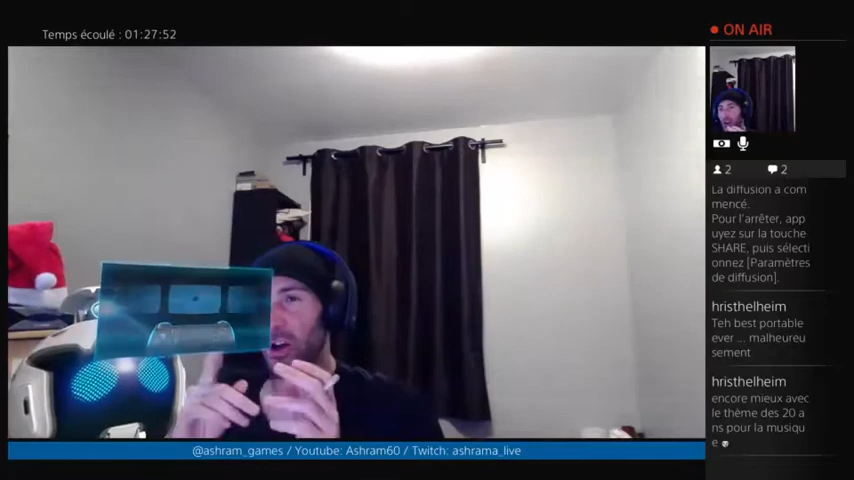 Temps écoulé : 01:27:52
ON AIR
2 2
La diffusion a com
mencé.
Pour l'arrêter, app
uyez sur la touche
SHARE, puis sélecti
onnez [Paramètres
de diffusion].
hristhelheim
Teh best portable
ever ... malheureu
sement
hristhelheim
encore mieux avec
le thème des 20 a
ns pour la musiqu
e
@ashram_games / Youtube: Ashram60 / Twitch: ashrama_live